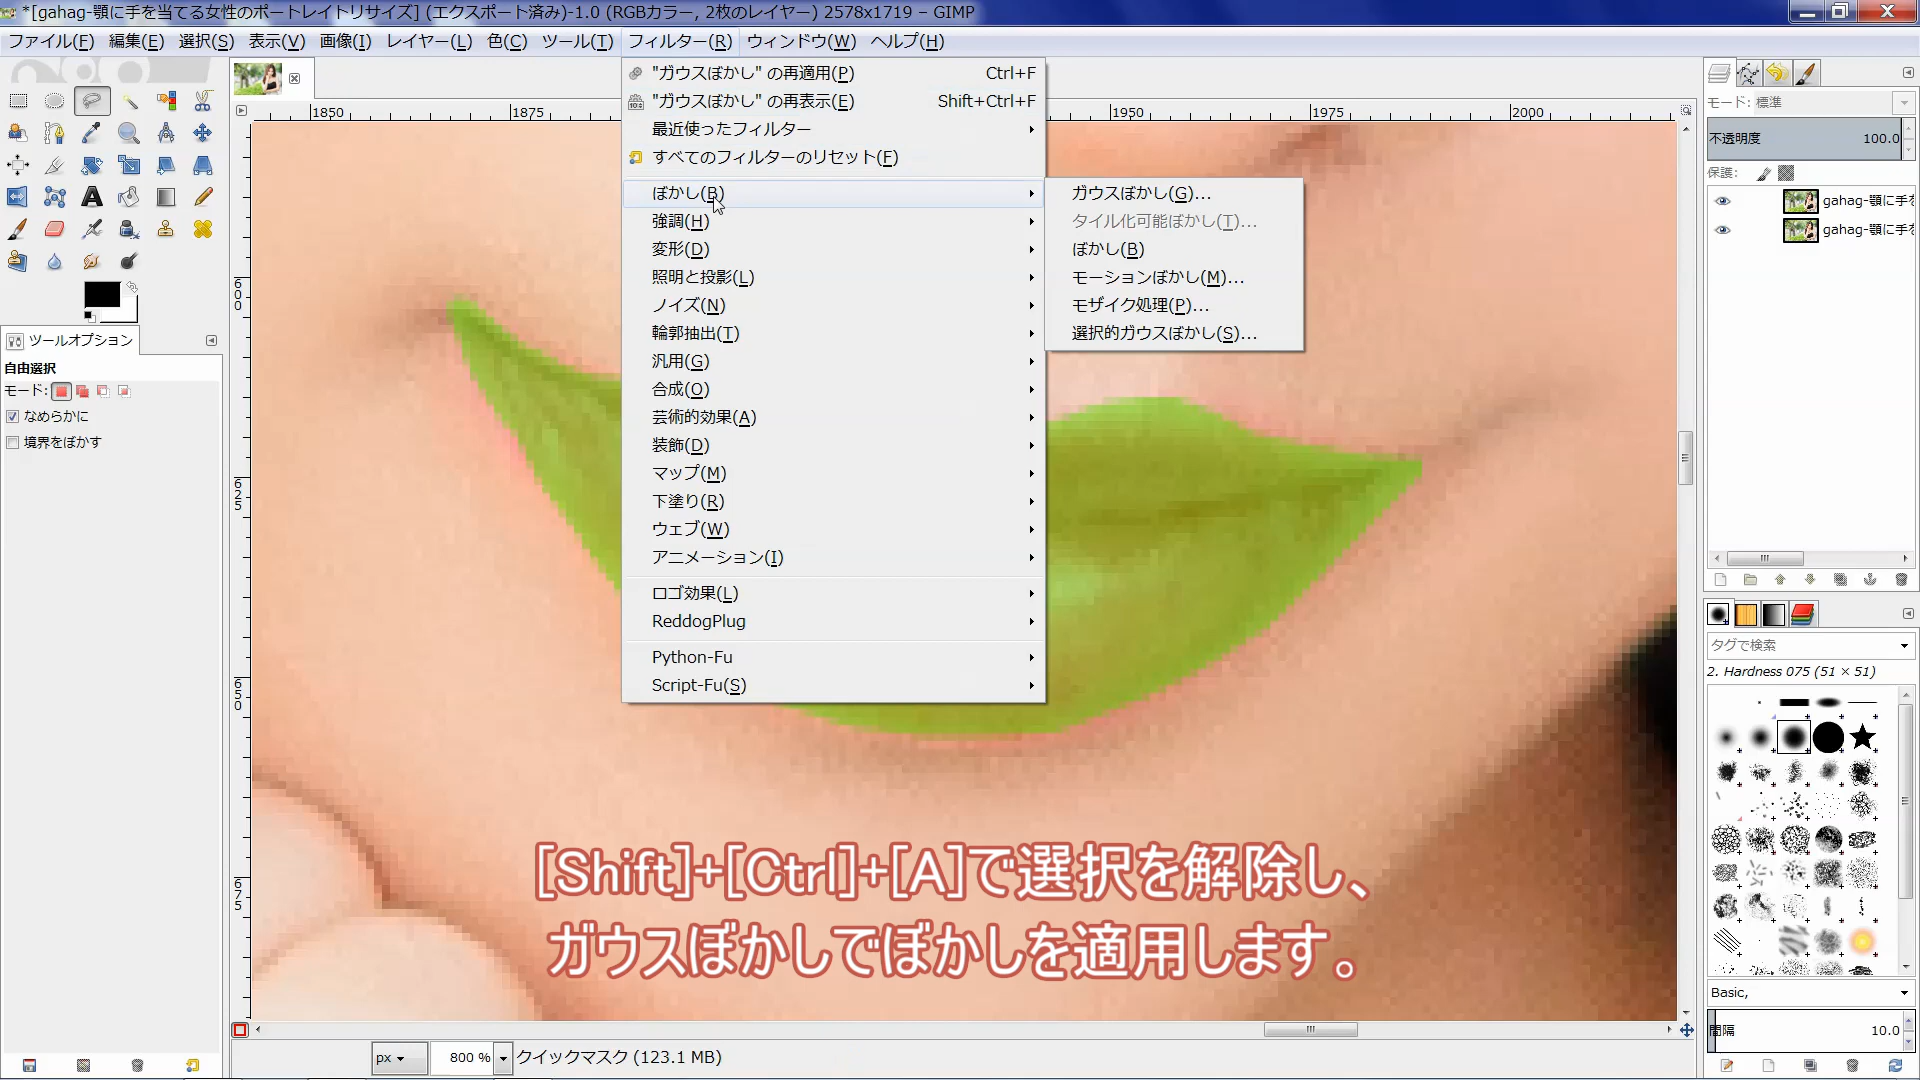 *[gahag-顎に手を当てる女性のポートレイトリサイズ] (エクスポート済み)-1.0 (RGBカラー, 2枚のレイヤー) 2578x1719 – GIMP
ファイル(F) 編集(E) 選択(S) 表示(V) 画像(I) レイヤー(L) 色(C) ツール(T) フィルター(R) ウィンドウ(W) ヘルプ(H)
"ガウスぼかし" の再適用(P) Ctrl+F
"ガウスぼかし" の再表示(E) Shift+Ctrl+F
最近使ったフィルター
すべてのフィルターのリセット(F)
ぼかし(B)
強調(H)
変形(D)
照明と投影(L)
ノイズ(N)
輪郭抽出(T)
汎用(G)
合成(O)
芸術的効果(A)
装飾(D)
マップ(M)
下塗り(R)
ウェブ(W)
アニメーション(I)
ロゴ効果(L)
ReddogPlug
Python-Fu
Script-Fu(S)
ガウスぼかし(G)...
タイル化可能ぼかし(T)...
ぼかし(B)
モーションぼかし(M)...
モザイク処理(P)...
選択的ガウスぼかし(S)...
1850 1875 1950 1975 2000
600
625
650
675
ツールオプション
自由選択
モード:
なめらかに
境界をぼかす
モード: 標準
不透明度 100.0
保護:
gahag-顎に手を
gahag-顎に手を
タグで検索
2. Hardness 075 (51 × 51)
Basic,
間隔 10.0
[Shift]+[Ctrl]+[A]で選択を解除し、
ガウスぼかしでぼかしを適用します。
px 800 % クイックマスク (123.1 MB)